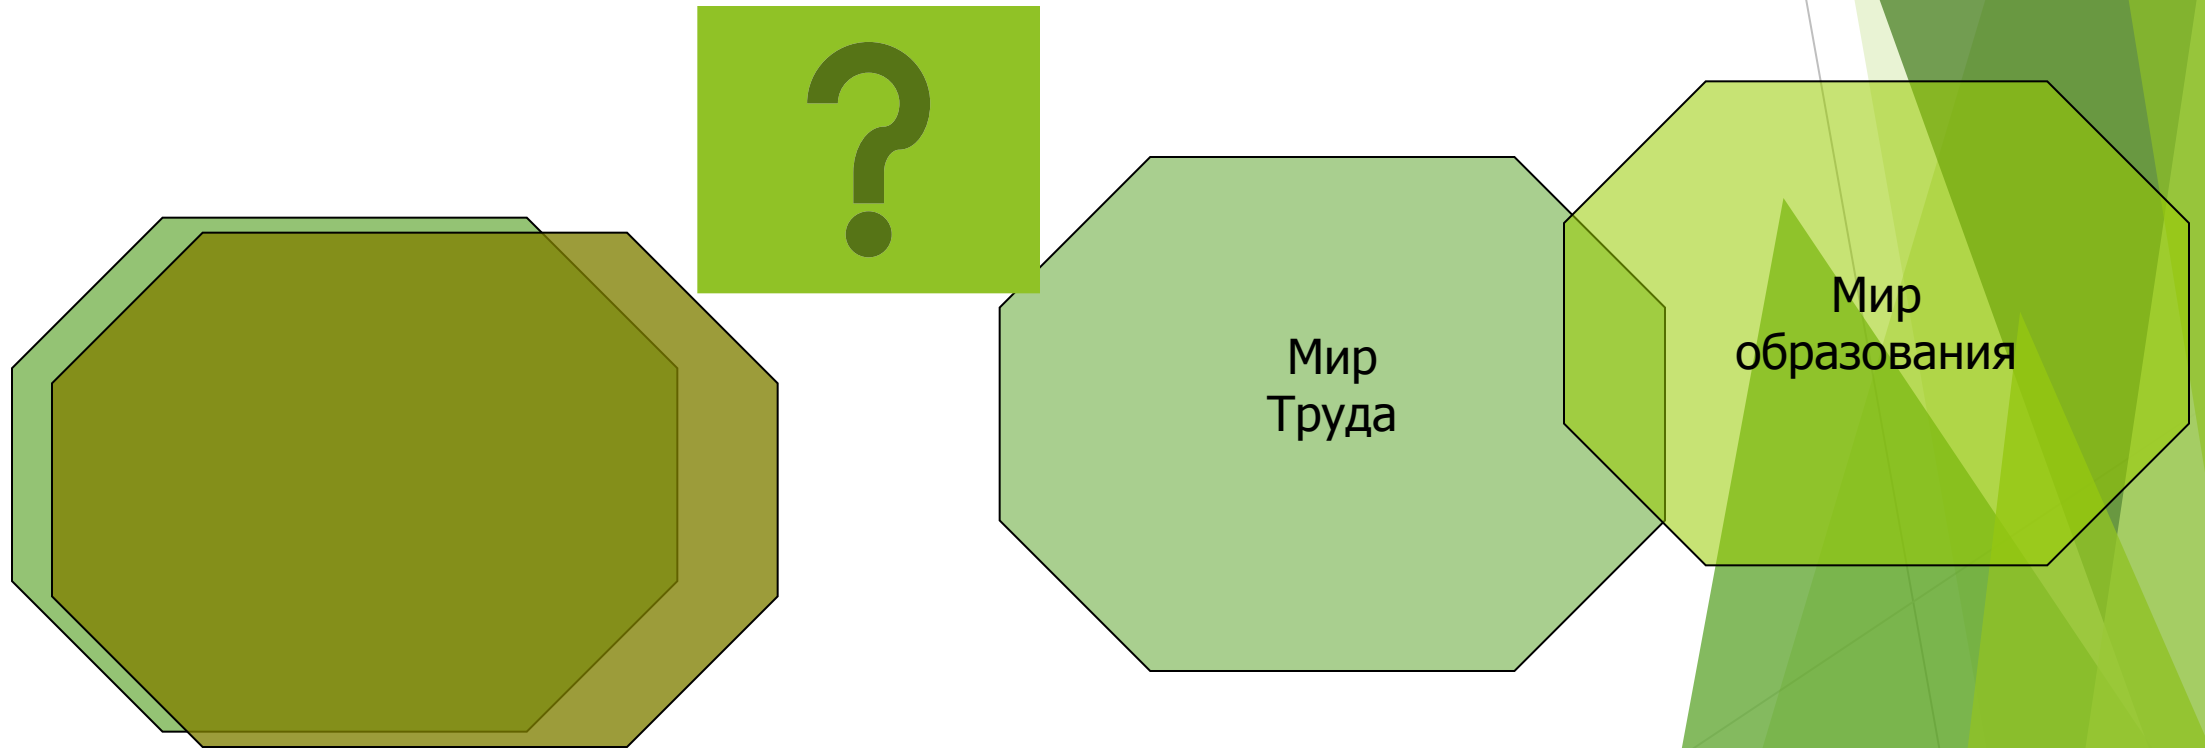 ?
Мир
Труда
Мир
образования